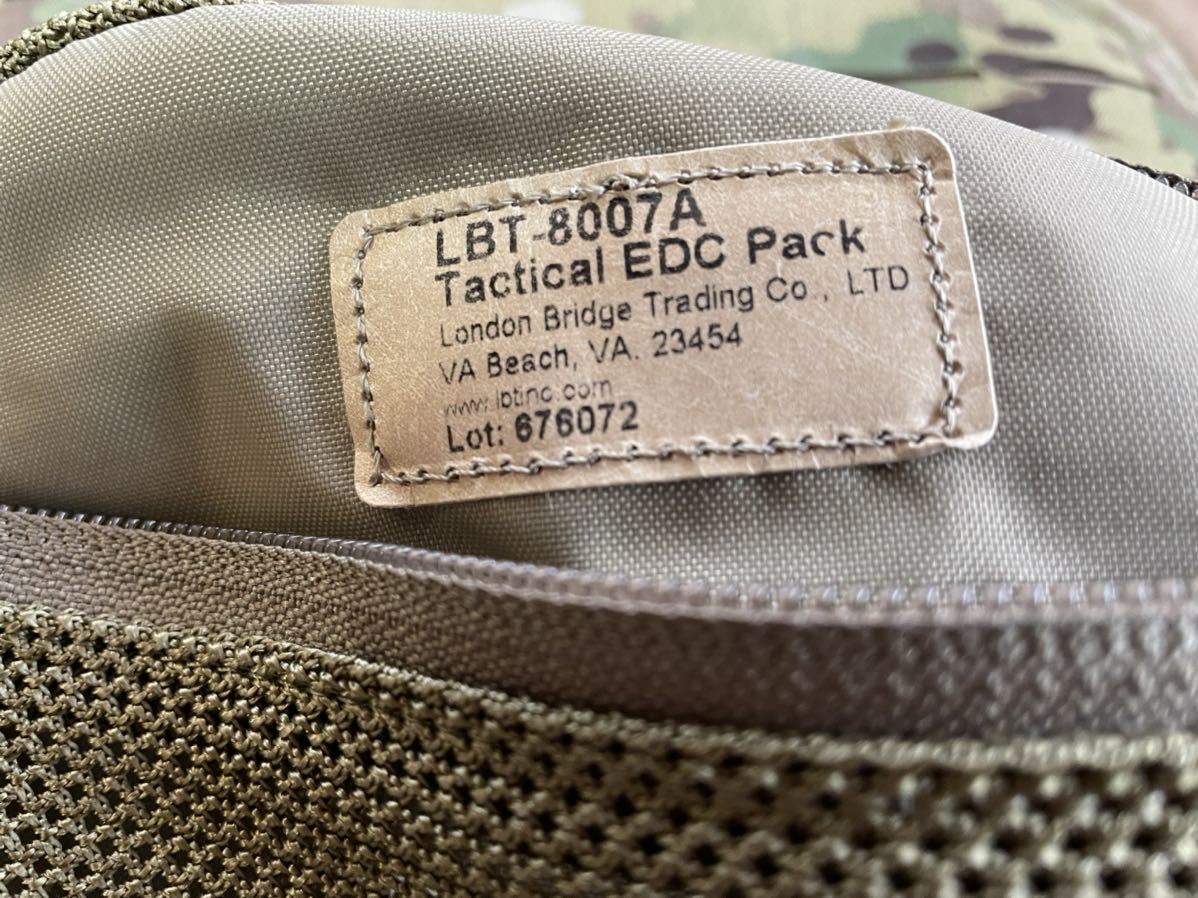 LBT-8007A
Tactical EDC Pack
London Bridge Trading Co., LTD
VA Beach, VA. 23454
www.lbtinc.com
Lot: 676072